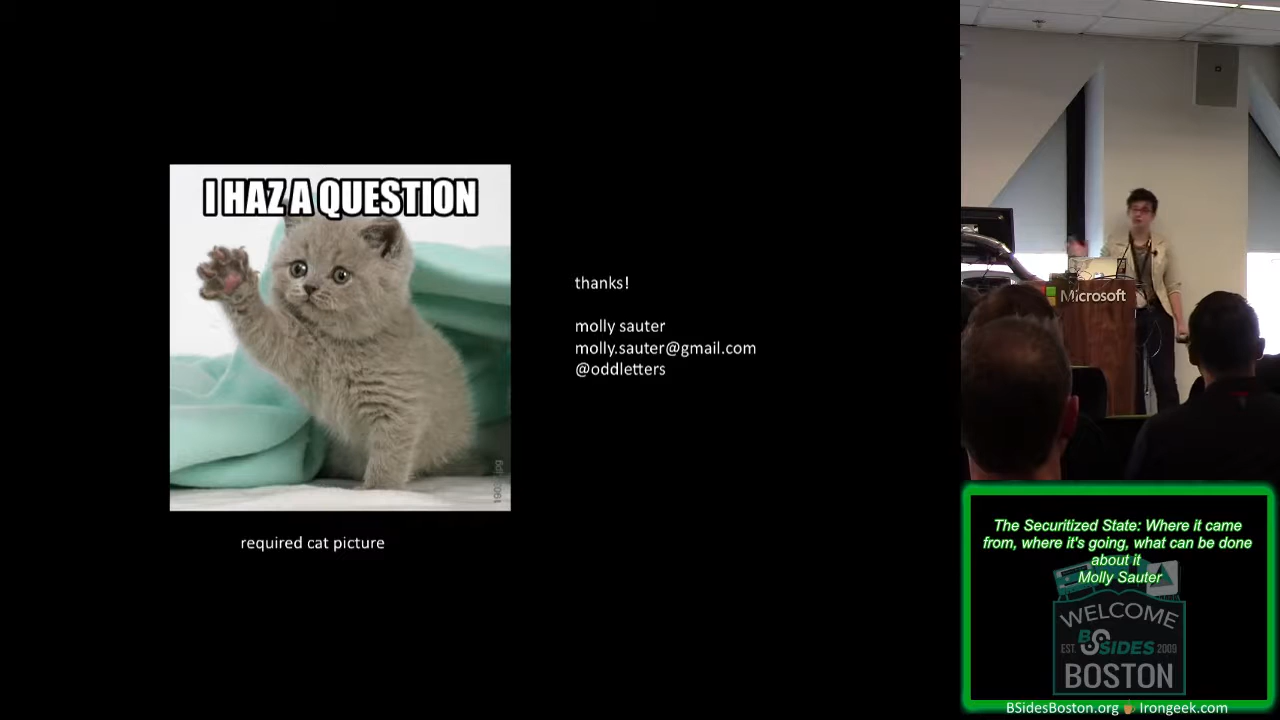 I HAZ A QUESTION
thanks!
molly sauter
molly.sauter@gmail.com
@oddletters
required cat picture
Microsoft
The Securitized State: Where it came
from, where it's going, what can be done
about it
Molly Sauter
WELCOME
BSIDES
EST. 2009
BOSTON
BSidesBoston.org Irongeek.com